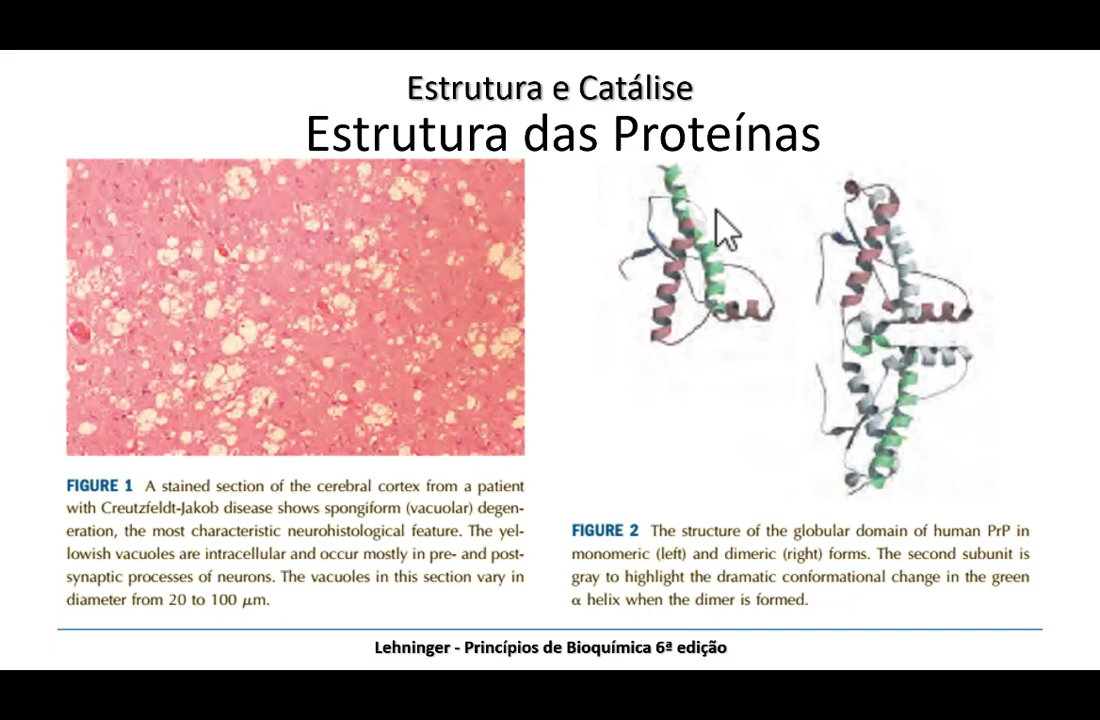 Estrutura e Catálise
Estrutura das Proteínas
FIGURE 1 A stained section of the cerebral cortex from a patient
with Creutzfeldt-Jakob disease shows spongiform (vacuolar) degen-
eration, the most characteristic neurohistological feature. The yel-
lowish vacuoles are intracellular and occur mostly in pre- and post-
synaptic processes of neurons. The vacuoles in this section vary in
diameter from 20 to 100 μm.
FIGURE 2 The structure of the globular domain of human PrP in
monomeric (left) and dimeric (right) forms. The second subunit is
gray to highlight the dramatic conformational change in the green
α helix when the dimer is formed.
Lehninger - Princípios de Bioquímica 6ª edição